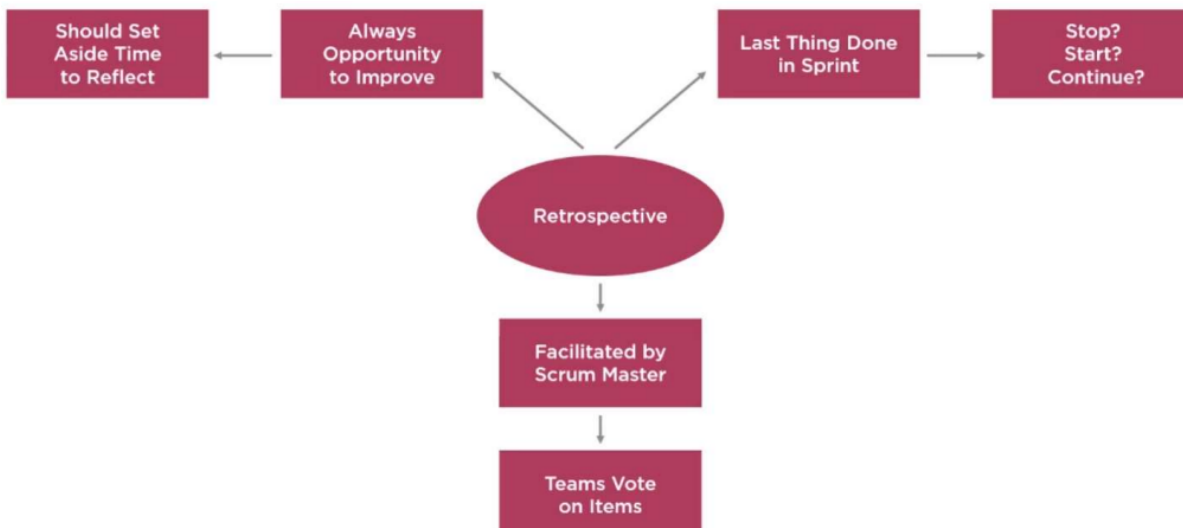 Should Set
Aside Time
to Reflect
Always
Opportunity
to Improve
Last Thing Done
in Sprint
Stop?
Start?
Continue?
Retrospective
Facilitated by
Scrum Master
Teams Vote
on Items